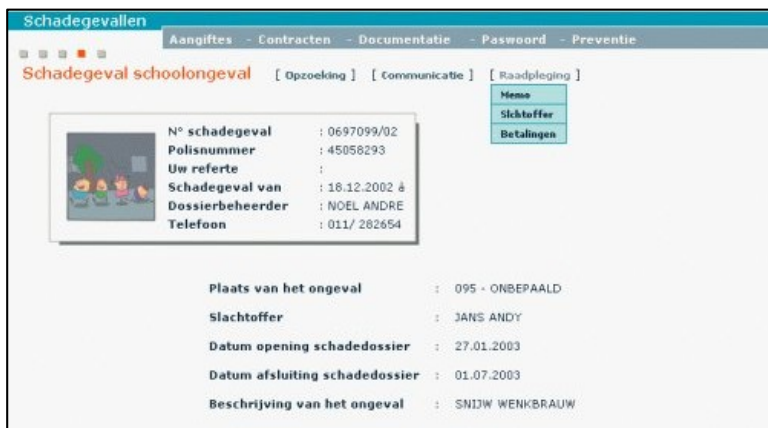 Schadegevallen
Aangiftes - Contracten - Documentatie - Paswoord - Preventie
Schadegeval schoolongeval [ Opzoeking ] [ Communicatie ] [ Raadpleging ]
Memo
Slchtoffer
Betalingen
N° schadegeval : 0697099/02
Polisnummer : 45058293
Uw referte :
Schadegeval van : 18.12.2002 à
Dossierbeheerder : NOEL ANDRE
Telefoon : 011/ 282654
Plaats van het ongeval : 095 - ONBEPAALD
Slachtoffer : JANS ANDY
Datum opening schadedossier : 27.01.2003
Datum afsluiting schadedossier : 01.07.2003
Beschrijving van het ongeval : SNIJW WENKBRAUW